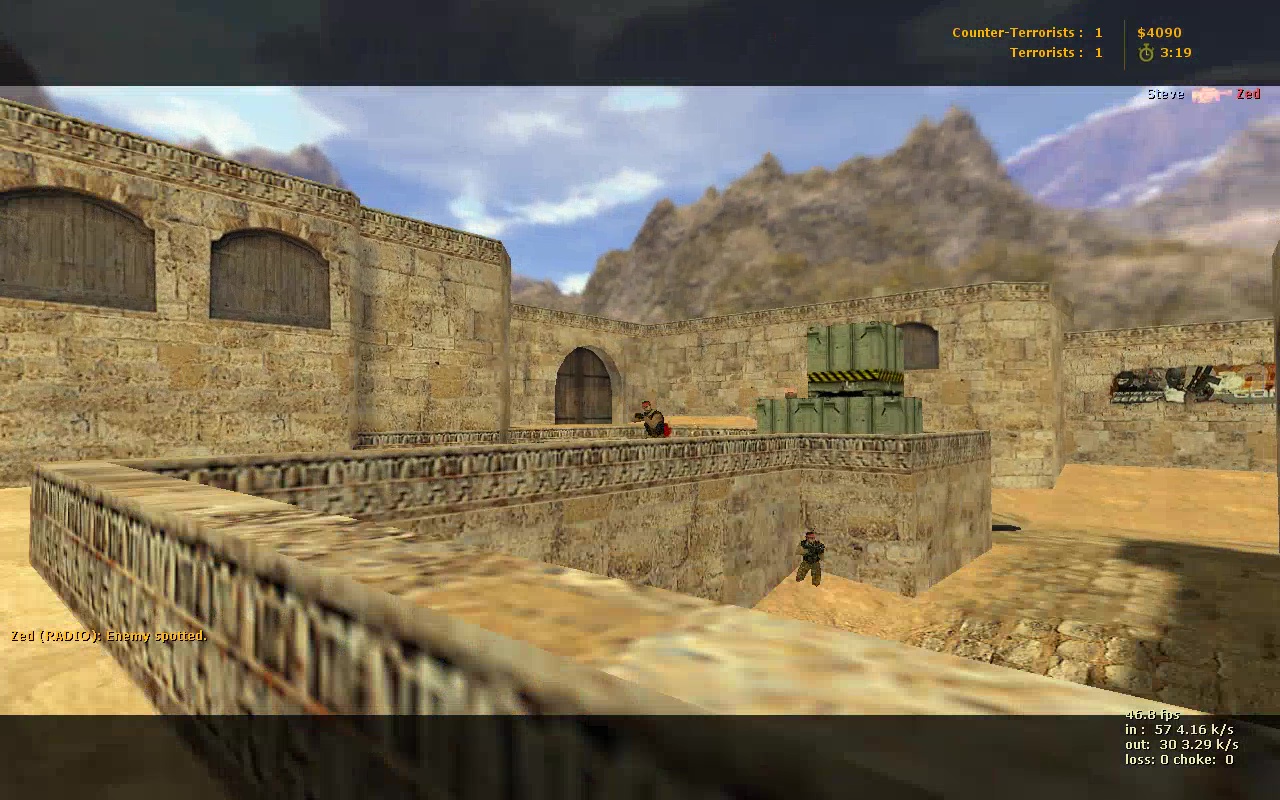 Counter-Terrorists : 1 $4090
Terrorists : 1 3:19
Steve Zed
Zed (RADIO): Enemy spotted.
46.8 fps
in : 57 4.16 k/s
out: 30 3.29 k/s
loss: 0 choke: 0